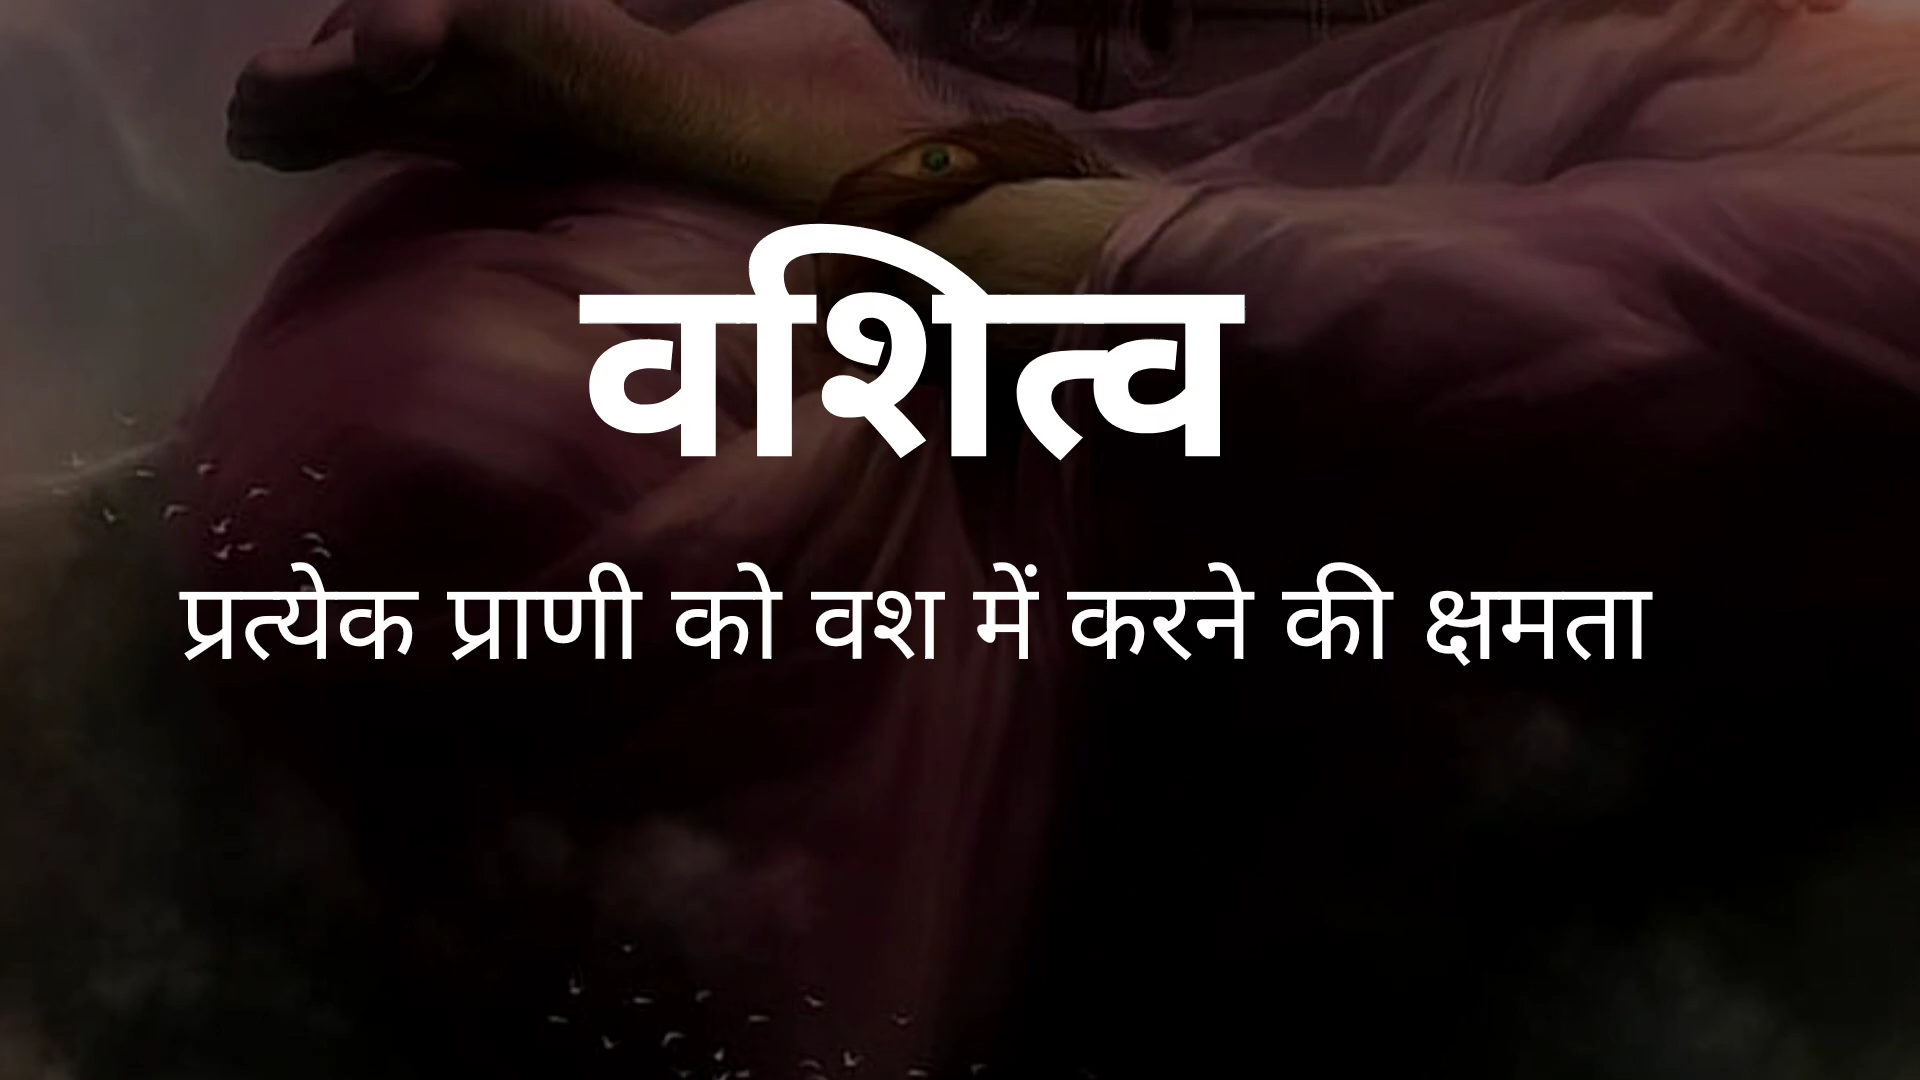 वशित्व
प्रत्येक प्राणी को वश में करने की क्षमता